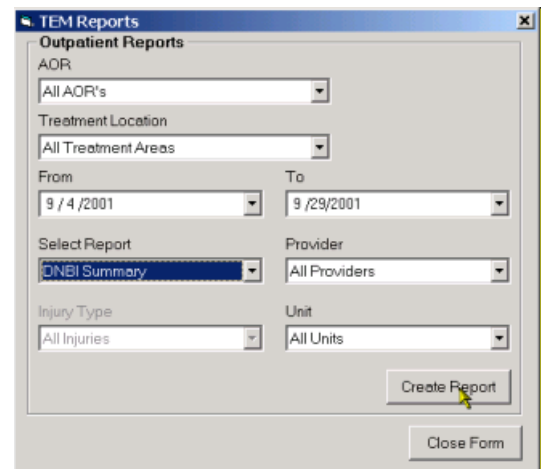 TEM Reports
Outpatient Reports
AOR
All AOR's
Treatment Location
All Treatment Areas
From To
9 / 4 /2001 9 /29/2001
Select Report Provider
DNBI Summary All Providers
Injury Type Unit
All Injuries All Units
Create Report
Close Form